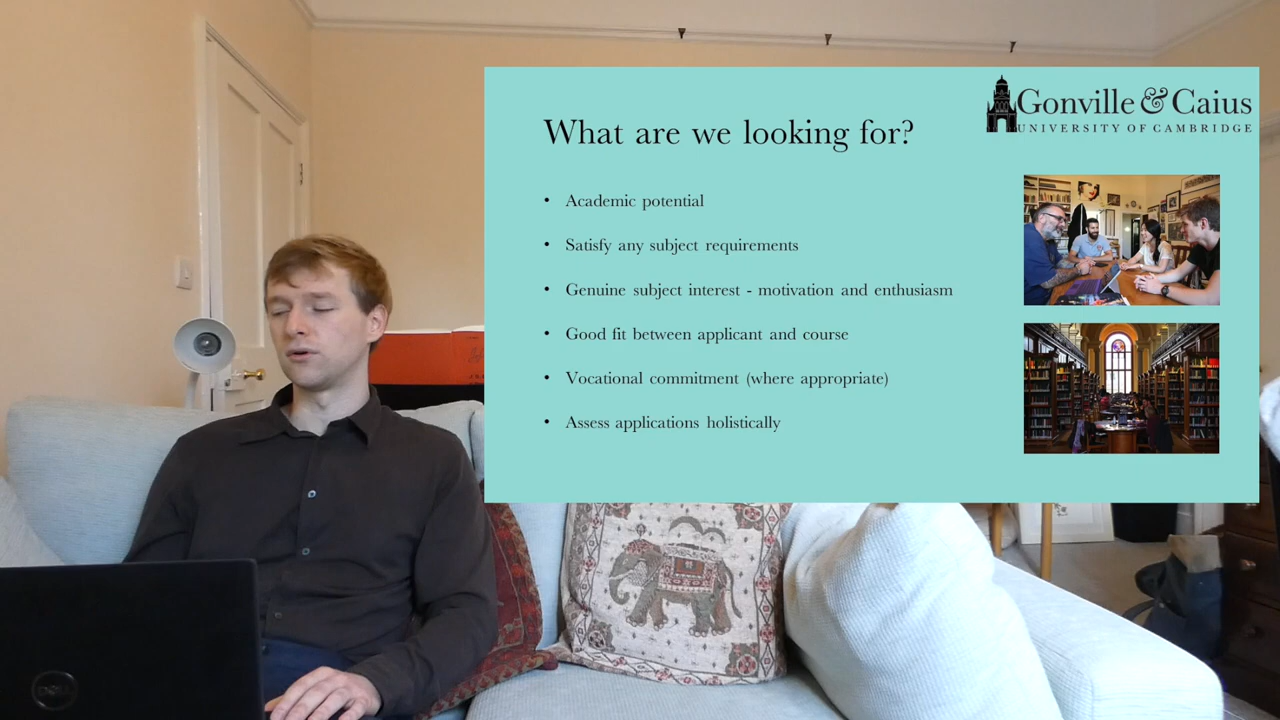 Gonville & Caius
UNIVERSITY OF CAMBRIDGE
What are we looking for?
• Academic potential
• Satisfy any subject requirements
• Genuine subject interest - motivation and enthusiasm
• Good fit between applicant and course
• Vocational commitment (where appropriate)
• Assess applications holistically
DELL